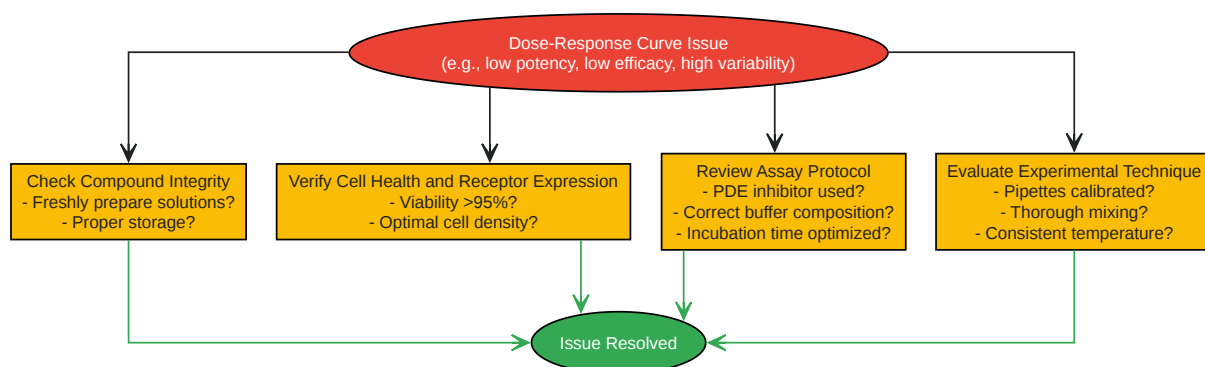 Dose-Response Curve Issue
(e.g., low potency, low efficacy, high variability)
Check Compound Integrity
- Freshly prepare solutions?
- Proper storage?
Verify Cell Health and Receptor Expression
- Viability >95%?
- Optimal cell density?
Review Assay Protocol
- PDE inhibitor used?
- Correct buffer composition?
- Incubation time optimized?
Evaluate Experimental Technique
- Pipettes calibrated?
- Thorough mixing?
- Consistent temperature?
Issue Resolved